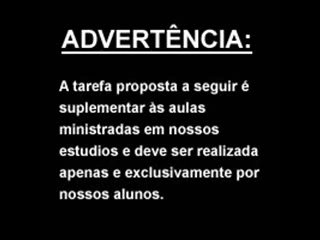 ADVERTÊNCIA:
A tarefa proposta a seguir é
suplementar às aulas
ministradas em nossos
estudios e deve ser realizada
apenas e exclusivamente por
nossos alunos.